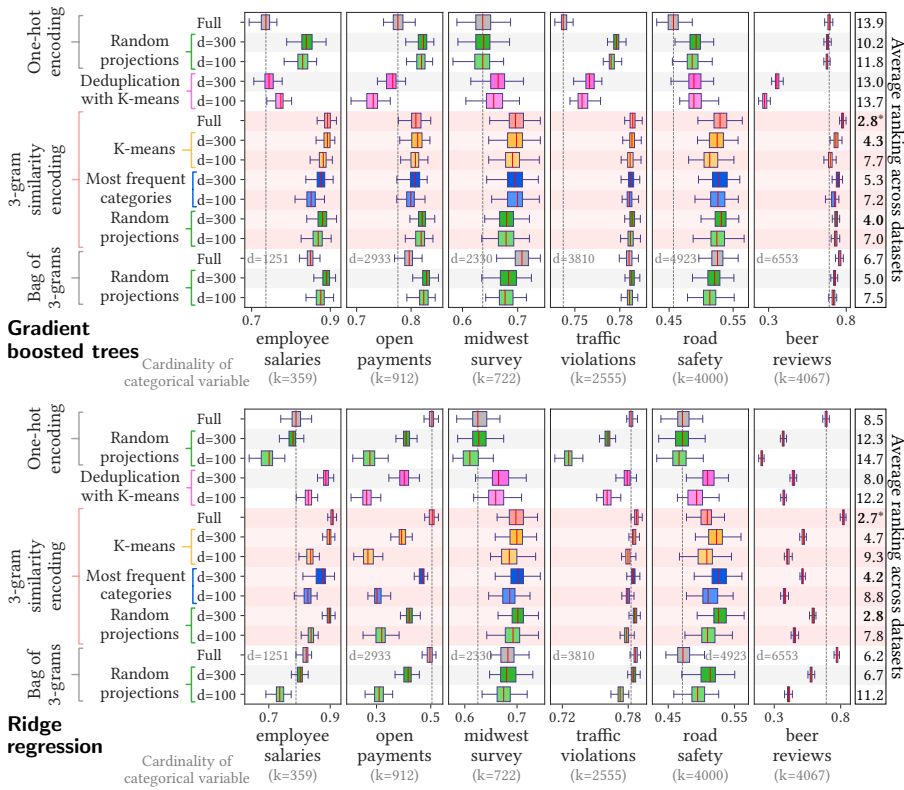 One-hot
encoding
Full
13.9
Random
projections
d=300
10.2
d=100
11.8
Deduplication
with K-means
d=300
13.0
d=100
13.7
3-gram
similarity
encoding
Full
2.8*
K-means
d=300
4.3
d=100
7.7
Most frequent
categories
d=300
5.3
d=100
7.2
Random
projections
d=300
4.0
d=100
7.0
Bag of
3-grams
Full
d=1251
d=2933
d=2330
d=3810
d=4923
d=6553
6.7
Random
projections
d=300
5.0
d=100
7.5
Average ranking across datasets
0.7 0.9
0.8
0.6 0.7
0.75 0.78
0.45 0.55
0.3 0.8
Gradient
boosted trees
Cardinality of
categorical variable
employee
salaries
(k=359)
open
payments
(k=912)
midwest
survey
(k=722)
traffic
violations
(k=2555)
road
safety
(k=4000)
beer
reviews
(k=4067)
One-hot
encoding
Full
8.5
Random
projections
d=300
12.3
d=100
14.7
Deduplication
with K-means
d=300
8.0
d=100
12.2
3-gram
similarity
encoding
Full
2.7*
K-means
d=300
4.7
d=100
9.3
Most frequent
categories
d=300
4.2
d=100
8.8
Random
projections
d=300
2.8
d=100
7.8
Bag of
3-grams
Full
d=1251
d=2933
d=2330
d=3810
d=4923
d=6553
6.2
Random
projections
d=300
6.7
d=100
11.2
Average ranking across datasets
0.7 0.9
0.3 0.5
0.6 0.7
0.72 0.78
0.45 0.55
0.3 0.8
Ridge
regression
Cardinality of
categorical variable
employee
salaries
(k=359)
open
payments
(k=912)
midwest
survey
(k=722)
traffic
violations
(k=2555)
road
safety
(k=4000)
beer
reviews
(k=4067)